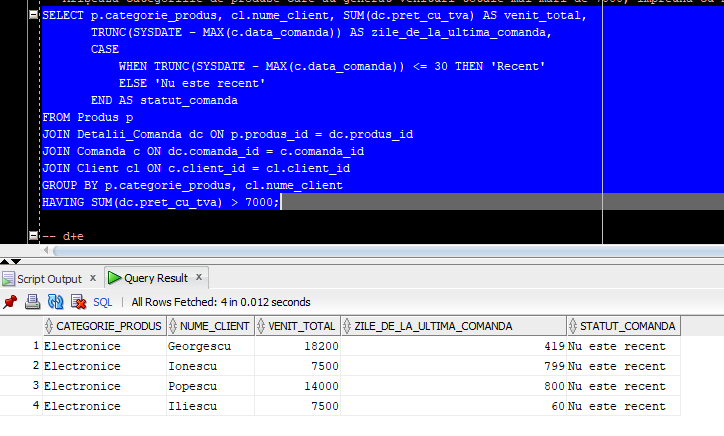 SELECT p.categorie_produs, cl.nume_client, SUM(dc.pret_cu_tva) AS venit_total,
TRUNC(SYSDATE - MAX(c.data_comanda)) AS zile_de_la_ultima_comanda,
CASE
WHEN TRUNC(SYSDATE - MAX(c.data_comanda)) <= 30 THEN 'Recent'
ELSE 'Nu este recent'
END AS statut_comanda
FROM Produs p
JOIN Detalii_Comanda dc ON p.produs_id = dc.produs_id
JOIN Comanda c ON dc.comanda_id = c.comanda_id
JOIN Client cl ON c.client_id = cl.client_id
GROUP BY p.categorie_produs, cl.nume_client
HAVING SUM(dc.pret_cu_tva) > 7000;
-- d+e
Script Output x Query Result x
SQL | All Rows Fetched: 4 in 0.012 seconds
CATEGORIE_PRODUS NUME_CLIENT VENIT_TOTAL ZILE_DE_LA_ULTIMA_COMANDA STATUT_COMANDA
1 Electronice Georgescu 18200 419 Nu este recent
2 Electronice Ionescu 7500 799 Nu este recent
3 Electronice Popescu 14000 800 Nu este recent
4 Electronice Iliescu 7500 60 Nu este recent